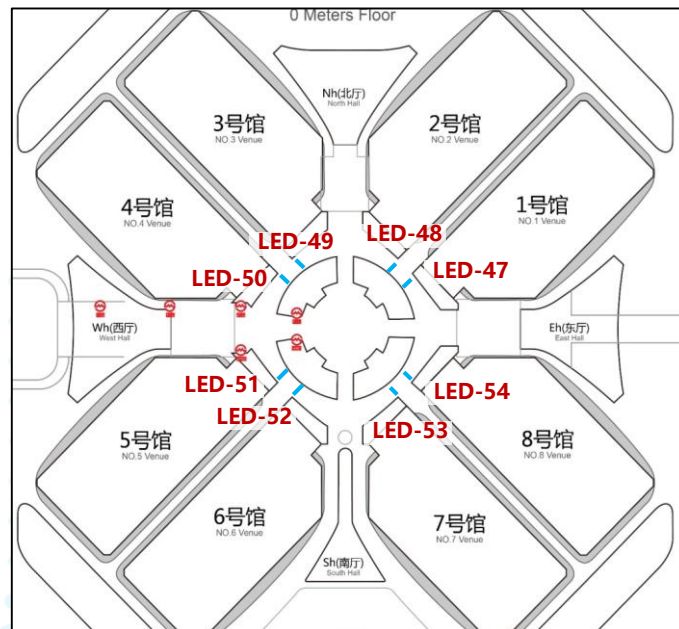 0 Meters Floor
Nh(北厅)
North Hall
3号馆
NO.3 Venue
2号馆
NO.2 Venue
4号馆
NO.4 Venue
1号馆
NO.1 Venue
LED-49
LED-48
LED-50
LED-47
Wh(西厅)
West Hall
Eh(东厅)
East Hall
LED-51
LED-54
LED-52
LED-53
5号馆
NO.5 Venue
8号馆
NO.8 Venue
6号馆
NO.6 Venue
7号馆
NO.7 Venue
Sh(南厅)
South Hall